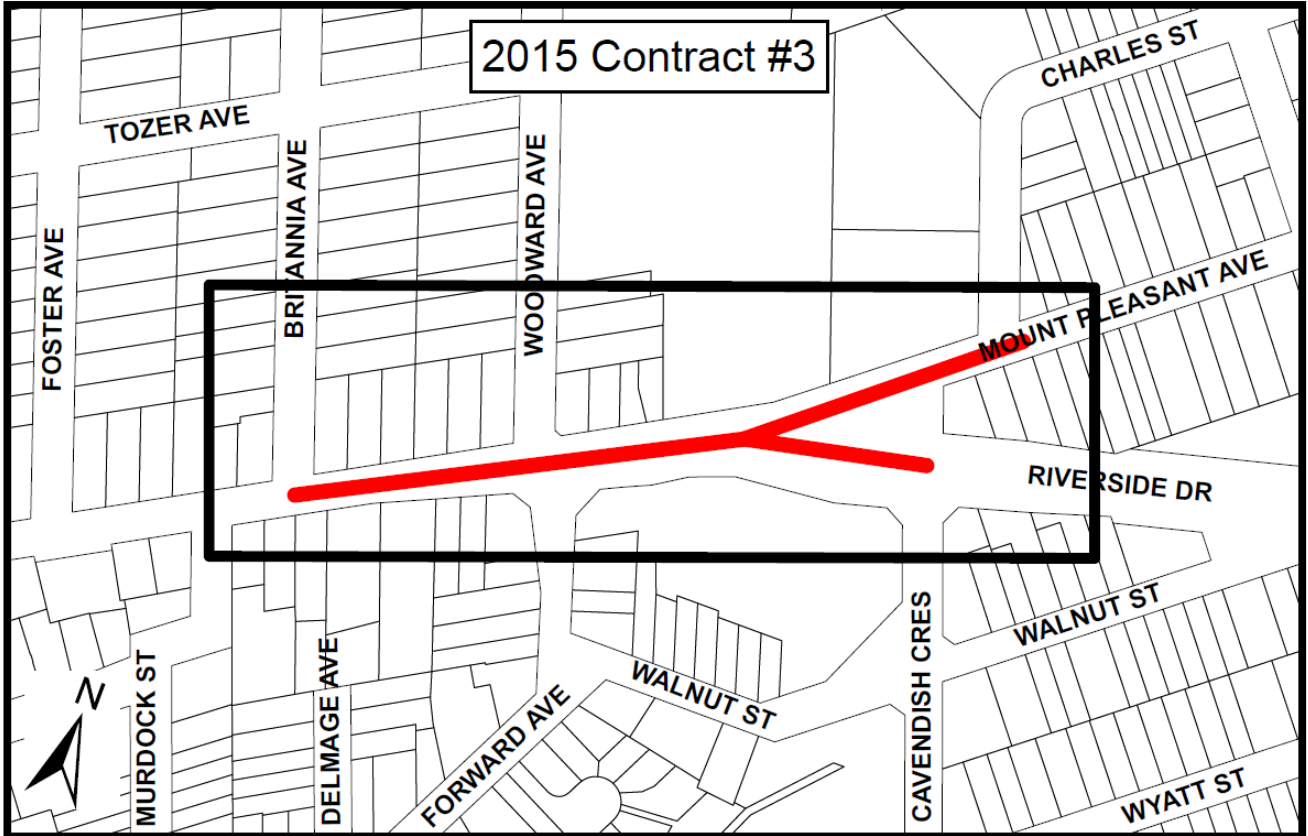 2015 Contract #3
CHARLES ST
TOZER AVE
BRITANNIA AVE
WOODWARD AVE
FOSTER AVE
MOUNT PLEASANT AVE
RIVERSIDE DR
WALNUT ST
CAVENDISH CRES
WALNUT ST
N
MURDOCK ST
DELMAGE AVE
FORWARD AVE
WYATT ST